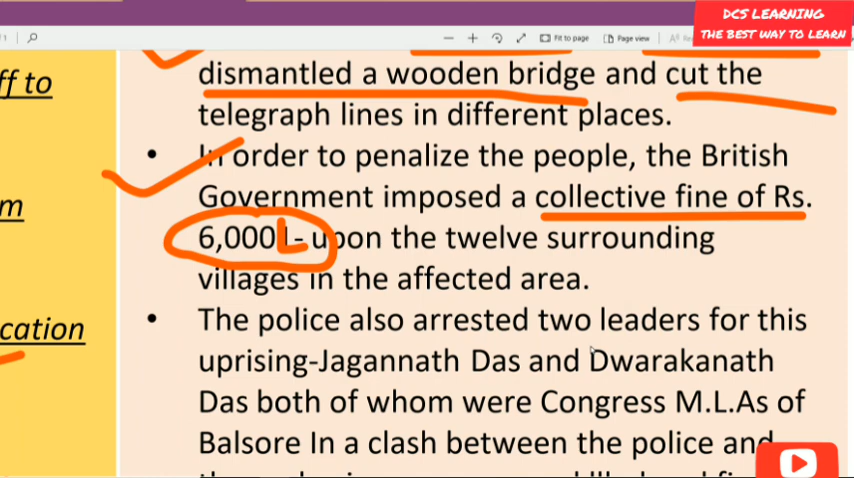 DCS LEARNING
THE BEST WAY TO LEARN
Fit to page
Page view
ff to
m
cation
dismantled a wooden bridge and cut the
telegraph lines in different places.
• In order to penalize the people, the British
Government imposed a collective fine of Rs.
6,000/- upon the twelve surrounding
villages in the affected area.
• The police also arrested two leaders for this
uprising-Jagannath Das and Dwarakanath
Das both of whom were Congress M.L.As of
Balsore In a clash between the police and